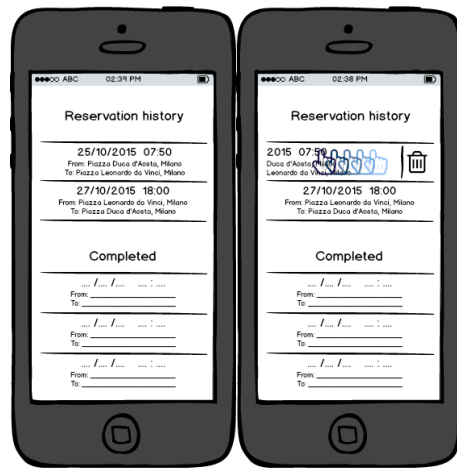 ABC 02:39 PM
Reservation history
25/10/2015 07:50
From: Piazza Duca d'Aosta, Milano
To: Piazza Leonardo da Vinci, Milano
27/10/2015 18:00
From: Piazza Leonardo da Vinci, Milano
To: Piazza Duca d'Aosta, Milano
Completed
.... /.... /.... .... : ....
From:
To:
.... /.... /.... .... : ....
From:
To:
.... /.... /.... .... : ....
From:
To:
ABC 02:38 PM
Reservation history
2015 07:50
Duca d'Aosta, Milano
Leonardo da Vinci, Milano
27/10/2015 18:00
From: Piazza Leonardo da Vinci, Milano
To: Piazza Duca d'Aosta, Milano
Completed
.... /.... /.... .... : ....
From:
To:
.... /.... /.... .... : ....
From:
To:
.... /.... /.... .... : ....
From:
To: